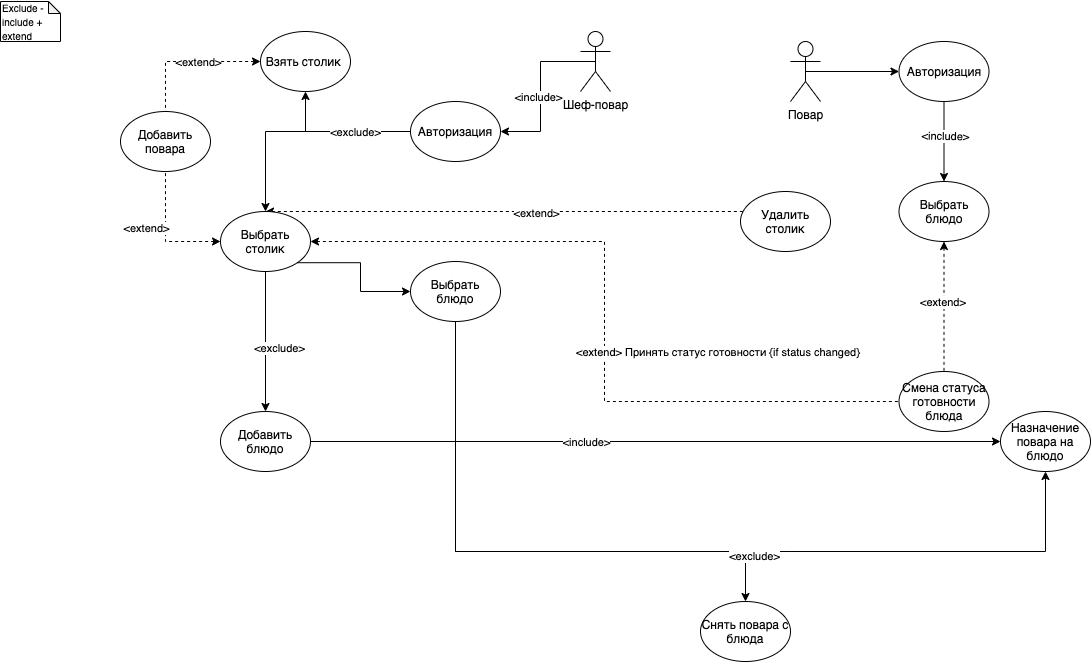 Exclude -
include +
extend
<extend>
Взять столик
<include>
Шеф-повар
Повар
Авторизация
Добавить
повара
<exclude>
Авторизация
<include>
<extend>
Выбрать
столик
<extend>
Удалить
столик
Выбрать
блюдо
Выбрать
блюдо
<extend>
<exclude>
<extend> Принять статус готовности {if status changed}
Смена статуса
готовности
блюда
Добавить
блюдо
<include>
Назначение
повара на
блюдо
<exclude>
Снять повара с
блюда